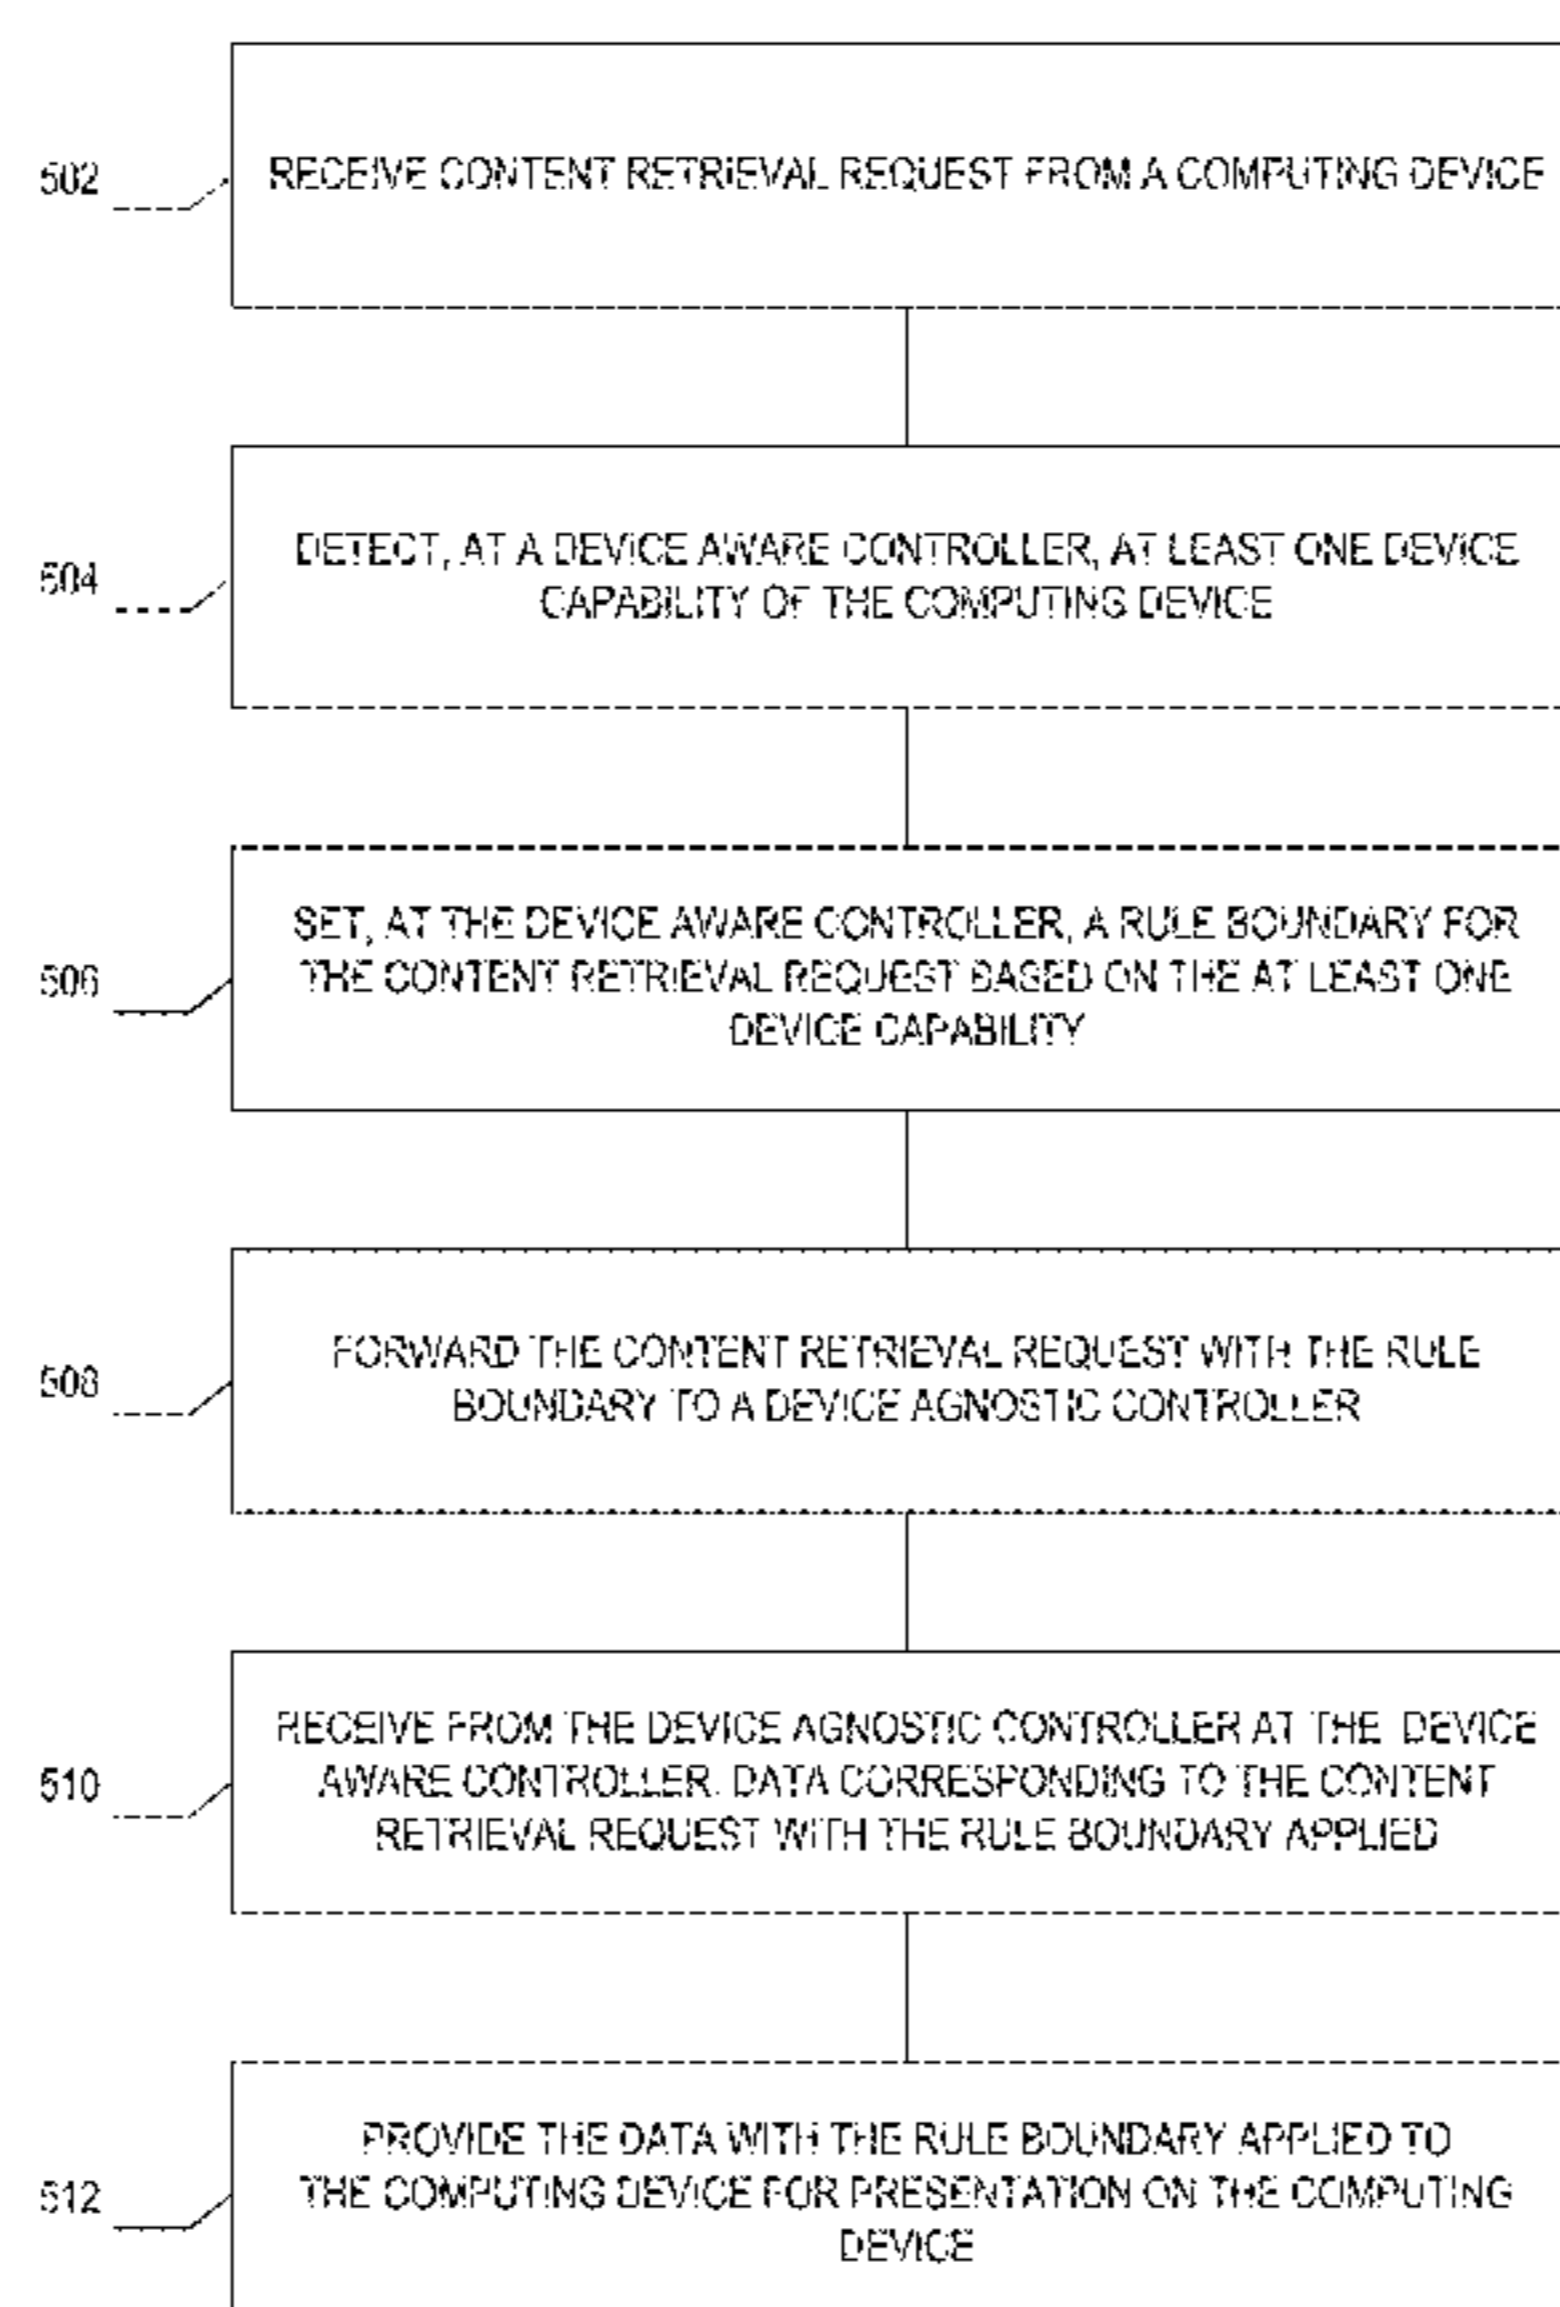 502
RECEIVE CONTENT RETRIEVAL REQUEST FROM A COMPUTING DEVICE
504
DETECT, AT A DEVICE AWARE CONTROLLER, AT LEAST ONE DEVICE
CAPABILITY OF THE COMPUTING DEVICE
506
SET, AT THE DEVICE AWARE CONTROLLER, A RULE BOUNDARY FOR
THE CONTENT RETRIEVAL REQUEST BASED ON THE AT LEAST ONE
DEVICE CAPABILITY
508
FORWARD THE CONTENT RETRIEVAL REQUEST WITH THE RULE
BOUNDARY TO A DEVICE AGNOSTIC CONTROLLER
510
RECEIVE FROM THE DEVICE AGNOSTIC CONTROLLER AT THE DEVICE
AWARE CONTROLLER, DATA CORRESPONDING TO THE CONTENT
RETRIEVAL REQUEST WITH THE RULE BOUNDARY APPLIED
512
PROVIDE THE DATA WITH THE RULE BOUNDARY APPLIED TO
THE COMPUTING DEVICE FOR PRESENTATION ON THE COMPUTING
DEVICE